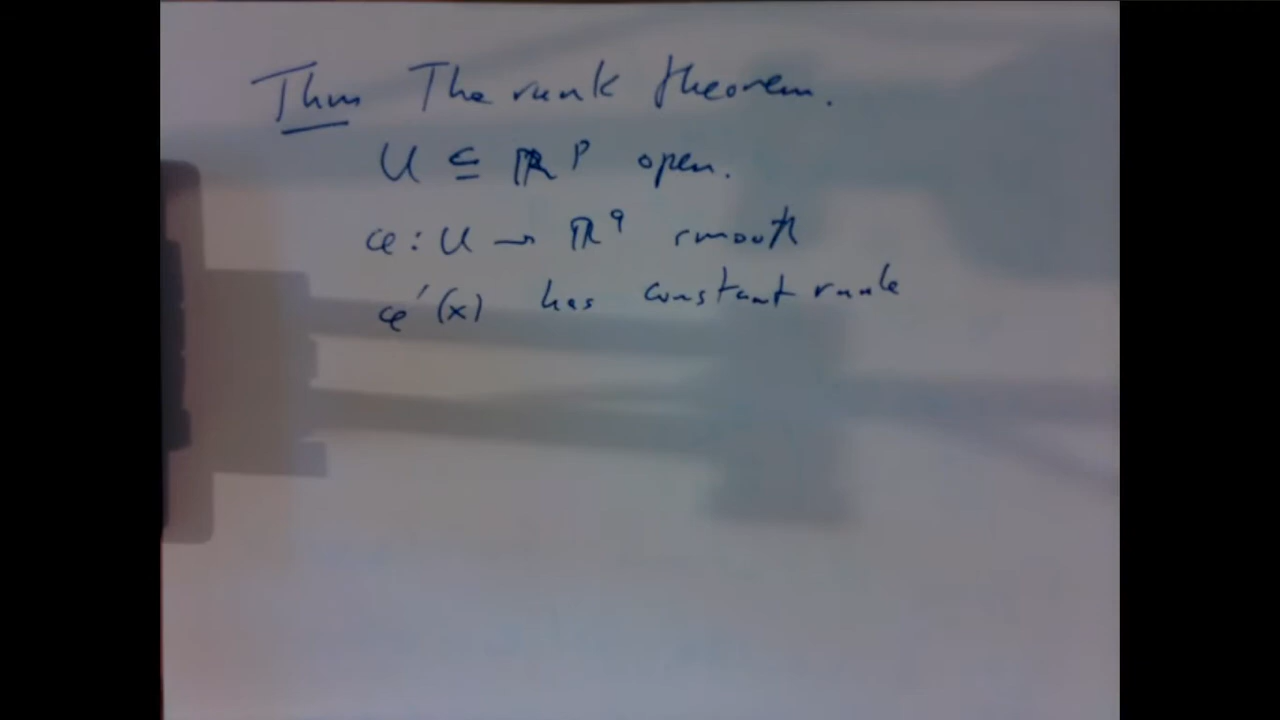 Thm The rank theorem.
U ⊆ ℝ^p open.
φ : U → ℝ^q smooth
φ'(x) has constant rank